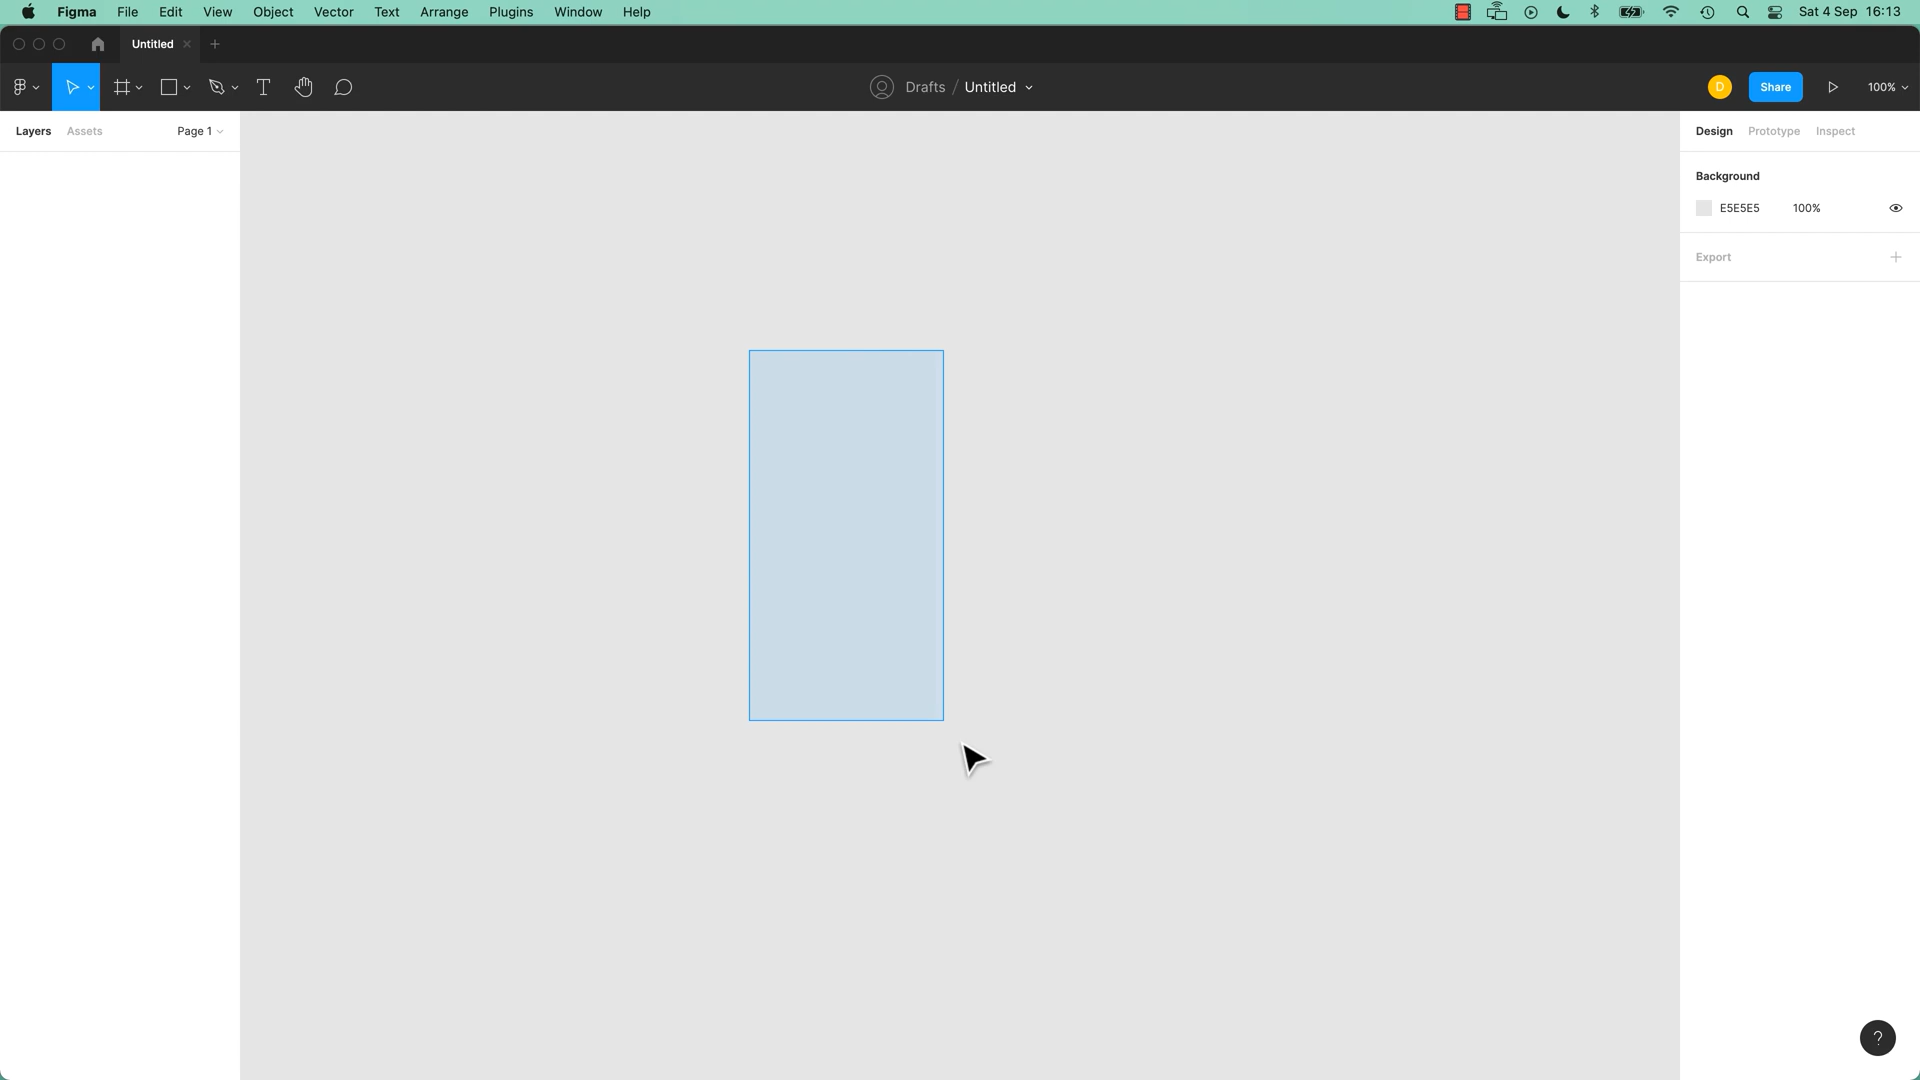 Figma File Edit View Object Vector Text Arrange Plugins Window Help Sat 4 Sep 16:13
Untitled
Drafts / Untitled D Share 100%
Layers Assets Page 1 Design Prototype Inspect
Background
E5E5E5 100%
Export
?